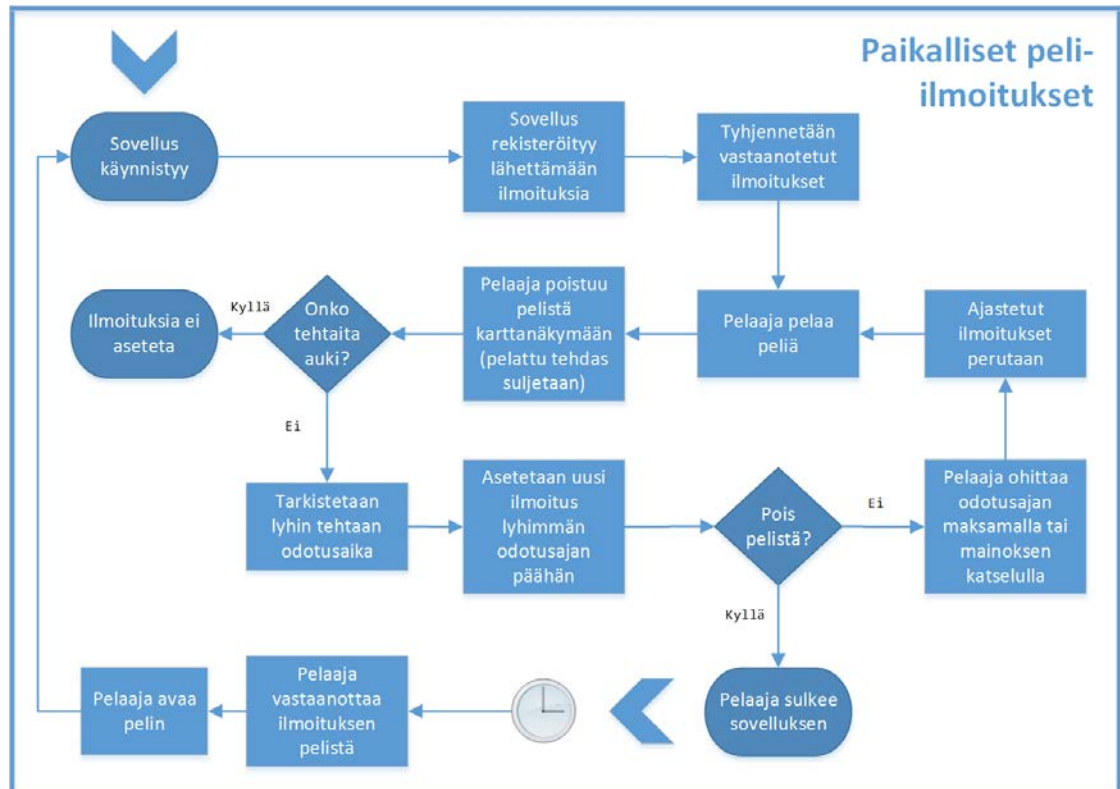 Paikalliset peli-
ilmoitukset
Sovellus
käynnistyy
Sovellus
rekisteröityy
lähettämään
ilmoituksia
Tyhjennetään
vastaanotetut
ilmoitukset
Ilmoituksia ei
aseteta
Kyllä
Onko
tehtaita
auki?
Pelaaja poistuu
pelistä
karttanäkymään
(pelattu tehdas
suljetaan)
Pelaaja pelaa
peliä
Ajastetut
ilmoitukset
perutaan
Ei
Tarkistetaan
lyhin tehtaan
odotusaika
Asetetaan uusi
ilmoitus
lyhimmän
odotusajan
päähän
Pois
pelistä?
Ei
Pelaaja ohittaa
odotusajan
maksamalla tai
mainoksen
katselulla
Kyllä
Pelaaja avaa
pelin
Pelaaja
vastaanottaa
ilmoituksen
pelistä
Pelaaja sulkee
sovelluksen